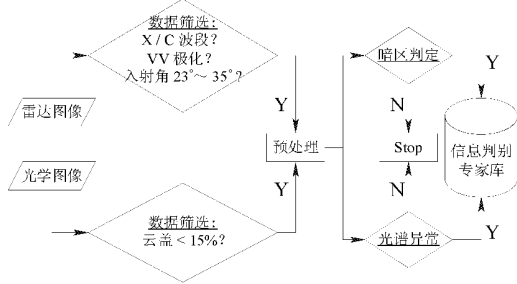 数据筛选:
X / C 波段?
VV 极化?
入射角 23°～ 35°?
雷达图像
光学图像
数据筛选:
云盖 < 15%?
Y
预处理
Y
暗区判定
N
Stop
N
光谱异常
Y
信息判别
专家库
Y